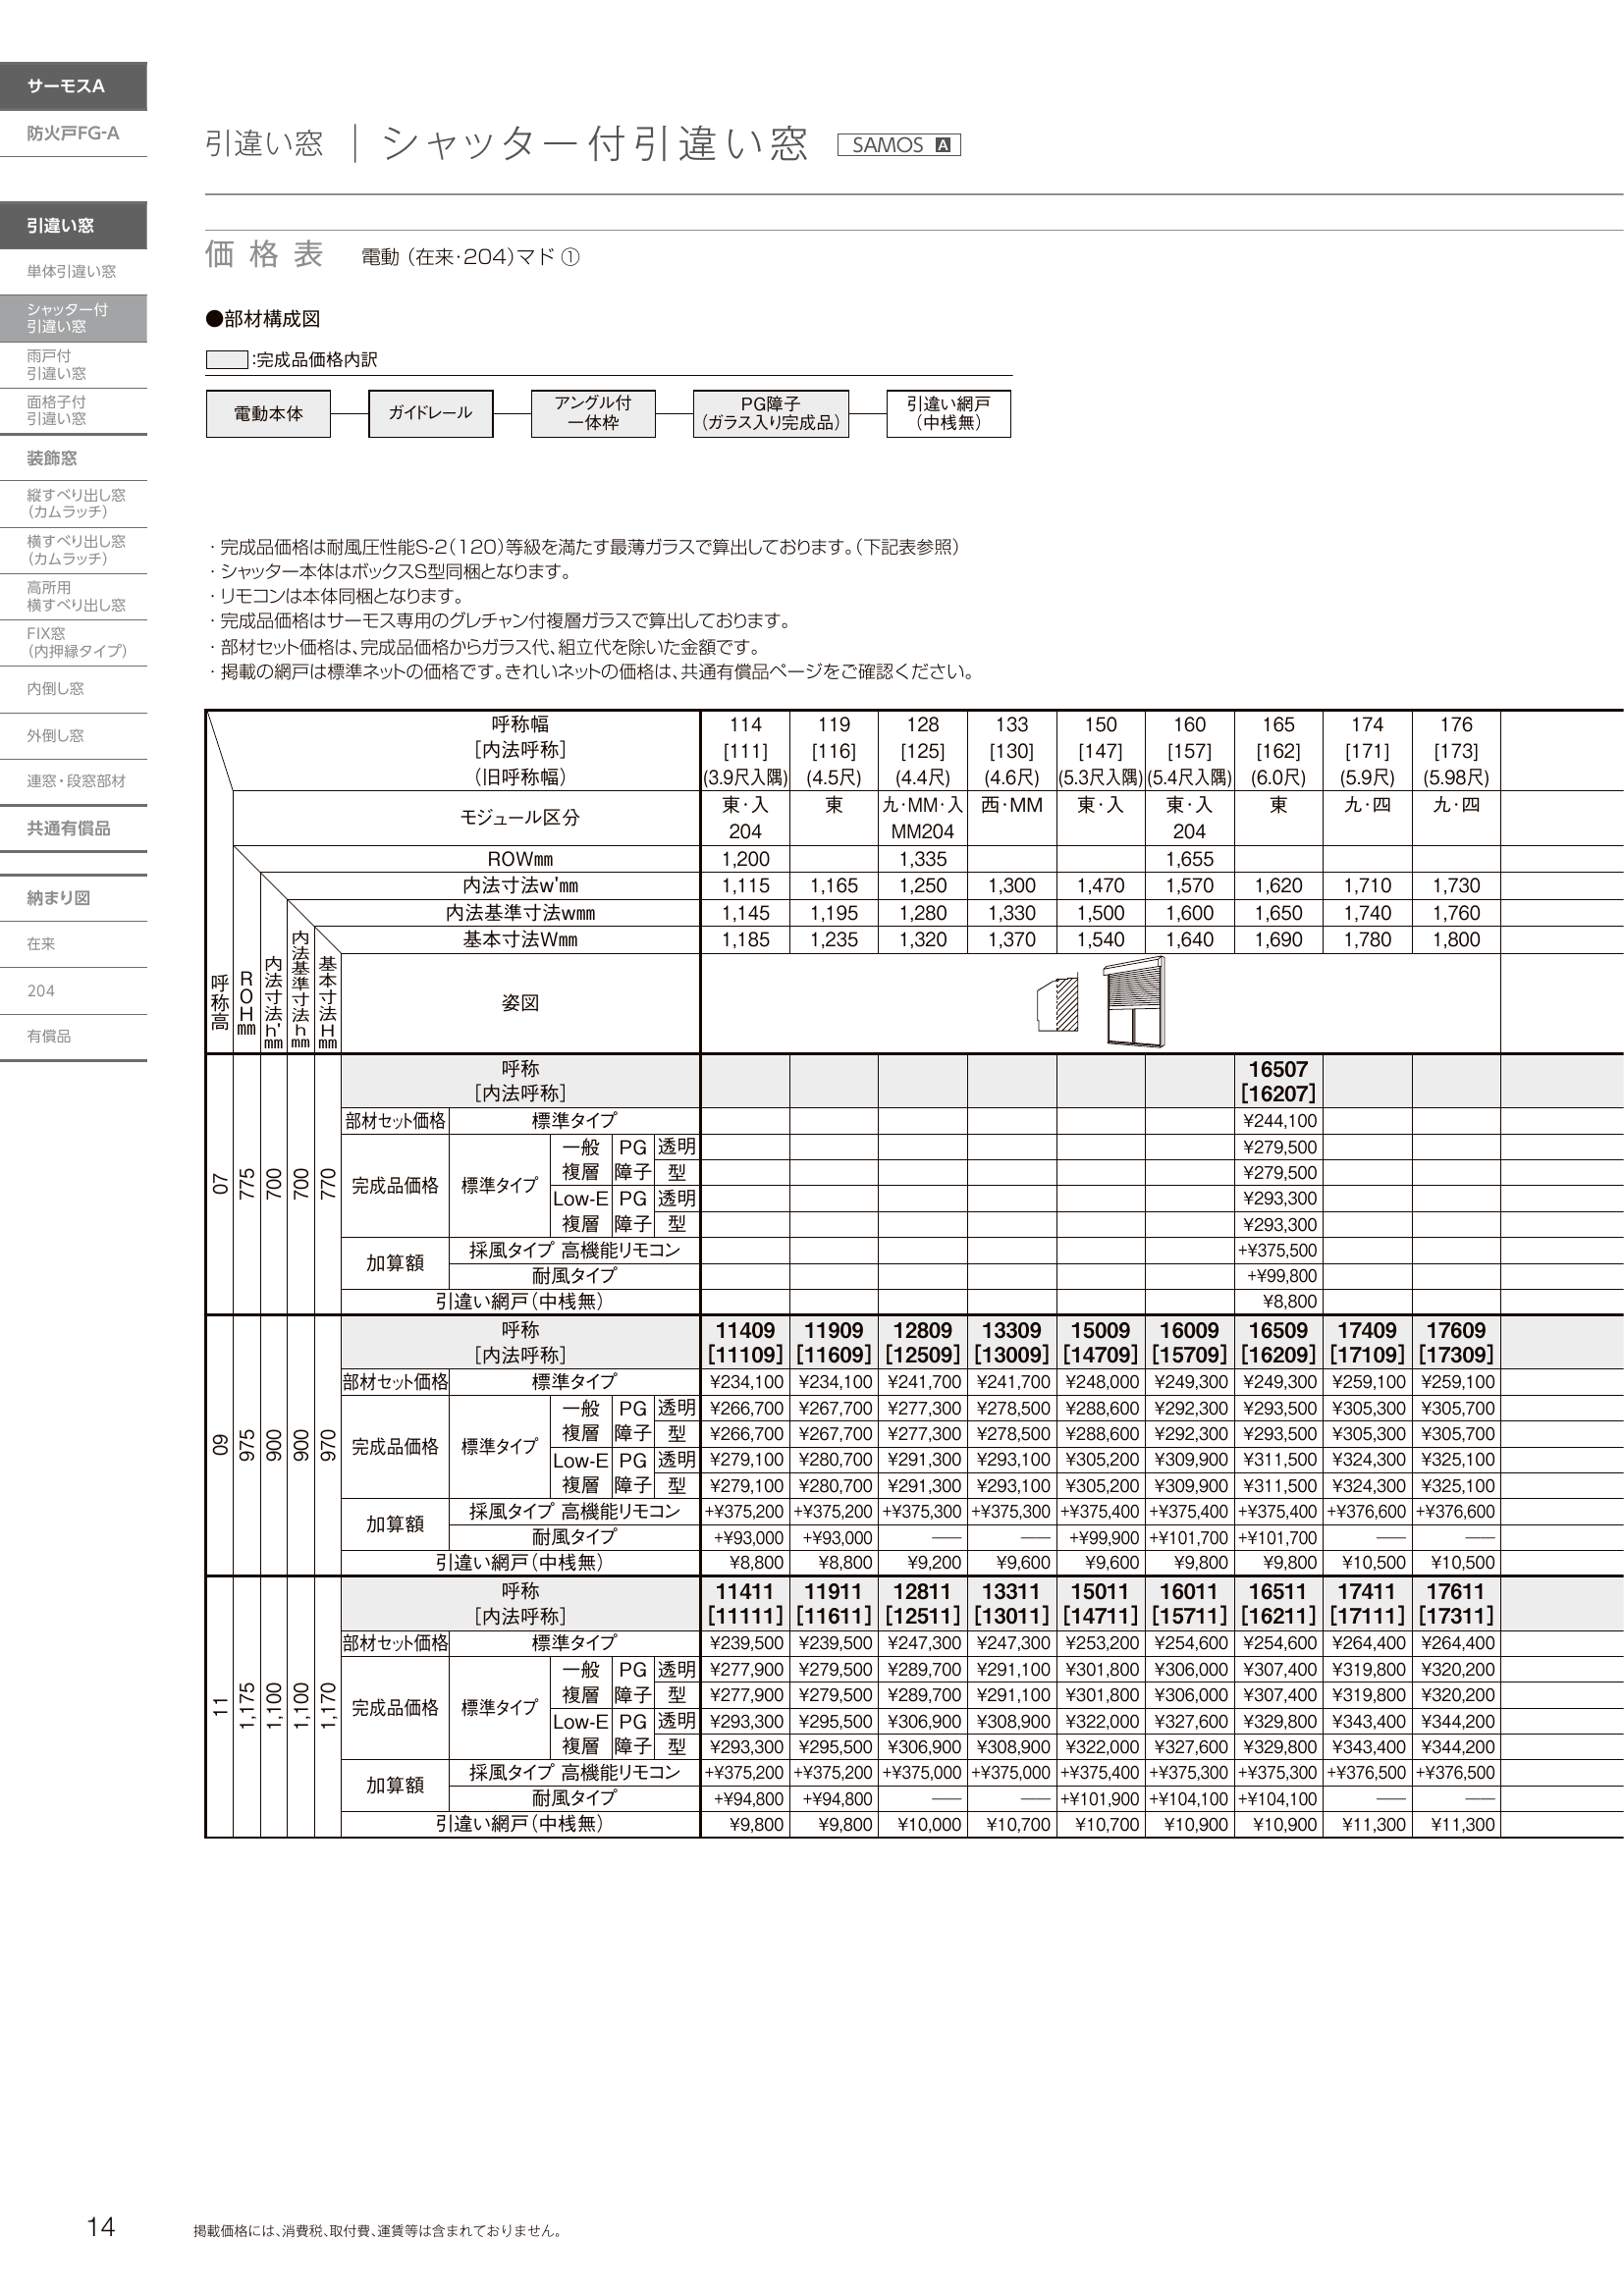 サーモスA
防火戸FG-A
引違い窓
単体引違い窓
シャッター付
引違い窓
雨戸付
引違い窓
面格子付
引違い窓
装飾窓
縦すべり出し窓
（カムラッチ）
横すべり出し窓
（カムラッチ）
高所用
横すべり出し窓
FIX窓
（内押縁タイプ）
内倒し窓
外倒し窓
連窓・段窓部材
共通有償品
納まり図
在来
204
有償品
引違い窓 | シャッター付引違い窓 SAMOS A
価格表 電動（在来・204）マド ①
●部材構成図
:完成品価格内訳
電動本体 ガイドレール アングル付 一体枠 PG障子 （ガラス入り完成品） 引違い網戸 （中桟無）
・完成品価格は耐風圧性能S-2（120）等級を満たす最薄ガラスで算出しております。（下記表参照）
・シャッター本体はボックスS型同梱となります。
・リモコンは本体同梱となります。
・完成品価格はサーモス専用のグレチャン付複層ガラスで算出しております。
・部材セット価格は、完成品価格からガラス代、組立代を除いた金額です。
・掲載の網戸は標準ネットの価格です。きれいネットの価格は、共通有償品ページをご確認ください。
呼称幅 114 119 128 133 150 160 165 174 176
［内法呼称］ [111] [116] [125] [130] [147] [157] [162] [171] [173]
（旧呼称幅） (3.9尺入隅) (4.5尺) (4.4尺) (4.6尺) (5.3尺入隅) (5.4尺入隅) (6.0尺) (5.9尺) (5.98尺)
モジュール区分 東・入 204 東 九・MM・入 MM204 西・MM 東・入 東・入 204 東 九・四 九・四
ROW㎜ 1,200 1,335 1,655
内法寸法w'㎜ 1,115 1,165 1,250 1,300 1,470 1,570 1,620 1,710 1,730
内法基準寸法w㎜ 1,145 1,195 1,280 1,330 1,500 1,600 1,650 1,740 1,760
基本寸法W㎜ 1,185 1,235 1,320 1,370 1,540 1,640 1,690 1,780 1,800
呼称高 ROH㎜ 内法寸法h'㎜ 内法基準寸法h㎜ 基本寸法H㎜ 姿図
07 775 700 700 770
呼称 16507
［内法呼称］ [16207]
部材セット価格 標準タイプ ¥244,100
完成品価格 標準タイプ 一般複層 PG障子 透明 ¥279,500
型 ¥279,500
Low-E複層 PG障子 透明 ¥293,300
型 ¥293,300
加算額 採風タイプ 高機能リモコン +¥375,500
耐風タイプ +¥99,800
引違い網戸（中桟無） ¥8,800
09 975 900 900 970
呼称 11409 11909 12809 13309 15009 16009 16509 17409 17609
［内法呼称］ [11109] [11609] [12509] [13009] [14709] [15709] [16209] [17109] [17309]
部材セット価格 標準タイプ ¥234,100 ¥234,100 ¥241,700 ¥241,700 ¥248,000 ¥249,300 ¥249,300 ¥259,100 ¥259,100
完成品価格 標準タイプ 一般複層 PG障子 透明 ¥266,700 ¥267,700 ¥277,300 ¥278,500 ¥288,600 ¥292,300 ¥293,500 ¥305,300 ¥305,700
型 ¥266,700 ¥267,700 ¥277,300 ¥278,500 ¥288,600 ¥292,300 ¥293,500 ¥305,300 ¥305,700
Low-E複層 PG障子 透明 ¥279,100 ¥280,700 ¥291,300 ¥293,100 ¥305,200 ¥309,900 ¥311,500 ¥324,300 ¥325,100
型 ¥279,100 ¥280,700 ¥291,300 ¥293,100 ¥305,200 ¥309,900 ¥311,500 ¥324,300 ¥325,100
加算額 採風タイプ 高機能リモコン +¥375,200 +¥375,200 +¥375,300 +¥375,300 +¥375,400 +¥375,400 +¥375,400 +¥376,600 +¥376,600
耐風タイプ +¥93,000 +¥93,000 ── ── +¥99,900 +¥101,700 +¥101,700 ── ──
引違い網戸（中桟無） ¥8,800 ¥8,800 ¥9,200 ¥9,600 ¥9,600 ¥9,800 ¥9,800 ¥10,500 ¥10,500
11 1,175 1,100 1,100 1,170
呼称 11411 11911 12811 13311 15011 16011 16511 17411 17611
［内法呼称］ [11111] [11611] [12511] [13011] [14711] [15711] [16211] [17111] [17311]
部材セット価格 標準タイプ ¥239,500 ¥239,500 ¥247,300 ¥247,300 ¥253,200 ¥254,600 ¥254,600 ¥264,400 ¥264,400
完成品価格 標準タイプ 一般複層 PG障子 透明 ¥277,900 ¥279,500 ¥289,700 ¥291,100 ¥301,800 ¥306,000 ¥307,400 ¥319,800 ¥320,200
型 ¥277,900 ¥279,500 ¥289,700 ¥291,100 ¥301,800 ¥306,000 ¥307,400 ¥319,800 ¥320,200
Low-E複層 PG障子 透明 ¥293,300 ¥295,500 ¥306,900 ¥308,900 ¥322,000 ¥327,600 ¥329,800 ¥343,400 ¥344,200
型 ¥293,300 ¥295,500 ¥306,900 ¥308,900 ¥322,000 ¥327,600 ¥329,800 ¥343,400 ¥344,200
加算額 採風タイプ 高機能リモコン +¥375,200 +¥375,200 +¥375,000 +¥375,000 +¥375,400 +¥375,300 +¥375,300 +¥376,500 +¥376,500
耐風タイプ +¥94,800 +¥94,800 ── ── +¥101,900 +¥104,100 +¥104,100 ── ──
引違い網戸（中桟無） ¥9,800 ¥9,800 ¥10,000 ¥10,700 ¥10,700 ¥10,900 ¥10,900 ¥11,300 ¥11,300
14
掲載価格には、消費税、取付費、運賃等は含まれておりません。